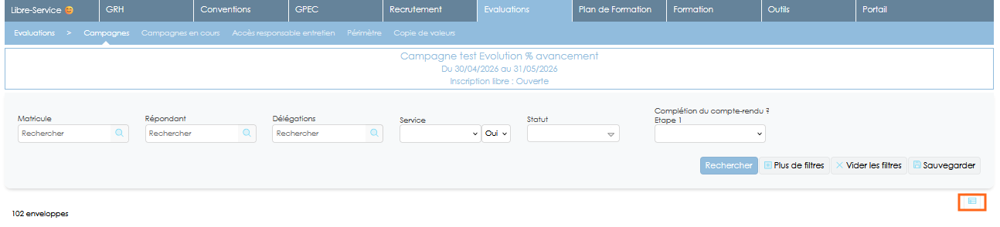 Libre-Service 😊 GRH Conventions GPEC Recrutement Evaluations Plan de Formation Formation Outils Portail
Evaluations > Campagnes Campagnes en cours Accès responsable entretien Périmètre Copie de valeurs
Campagne test Evolution % avancement
Du 30/04/2026 au 31/05/2026
Inscription libre : Ouverte
Matricule Répondant Délégations Service Statut Complétion du compte-rendu ?
Etape 1
Rechercher Rechercher Rechercher Oui
Rechercher Plus de filtres Vider les filtres Sauvegarder
102 enveloppes